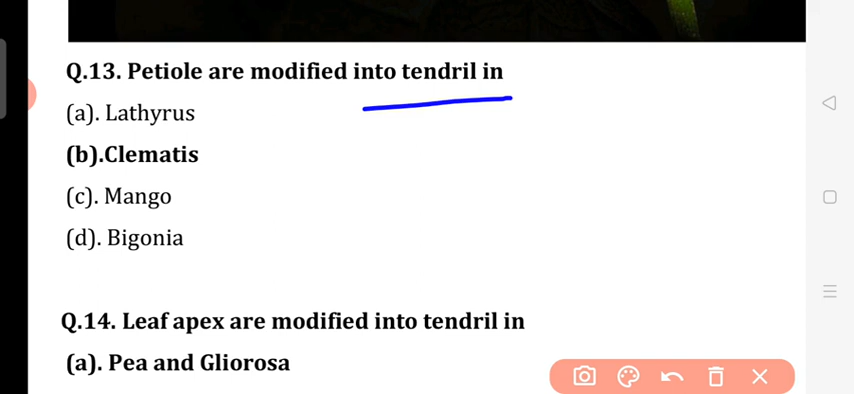 Q.13. Petiole are modified into tendril in
(a). Lathyrus
(b).Clematis
(c). Mango
(d). Bigonia
Q.14. Leaf apex are modified into tendril in
(a). Pea and Gliorosa